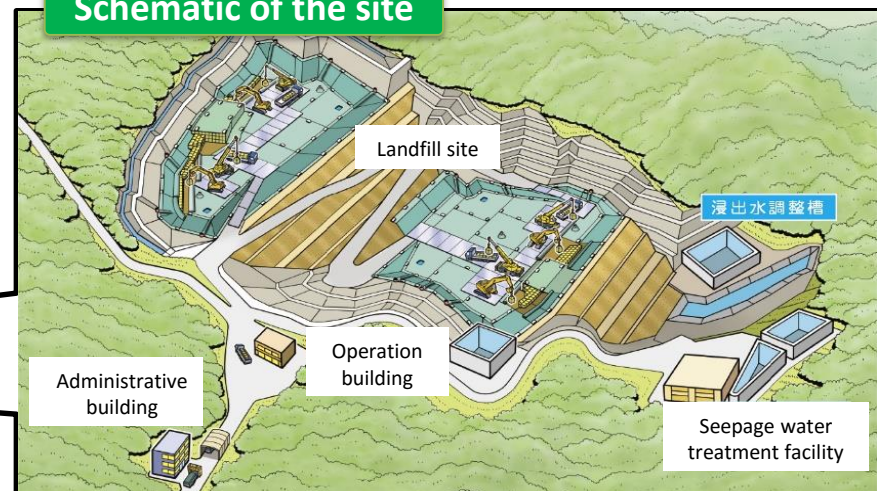 Schematic of the site
Landfill site
浸出水調整槽
Operation
building
Administrative
building
Seepage water
treatment facility